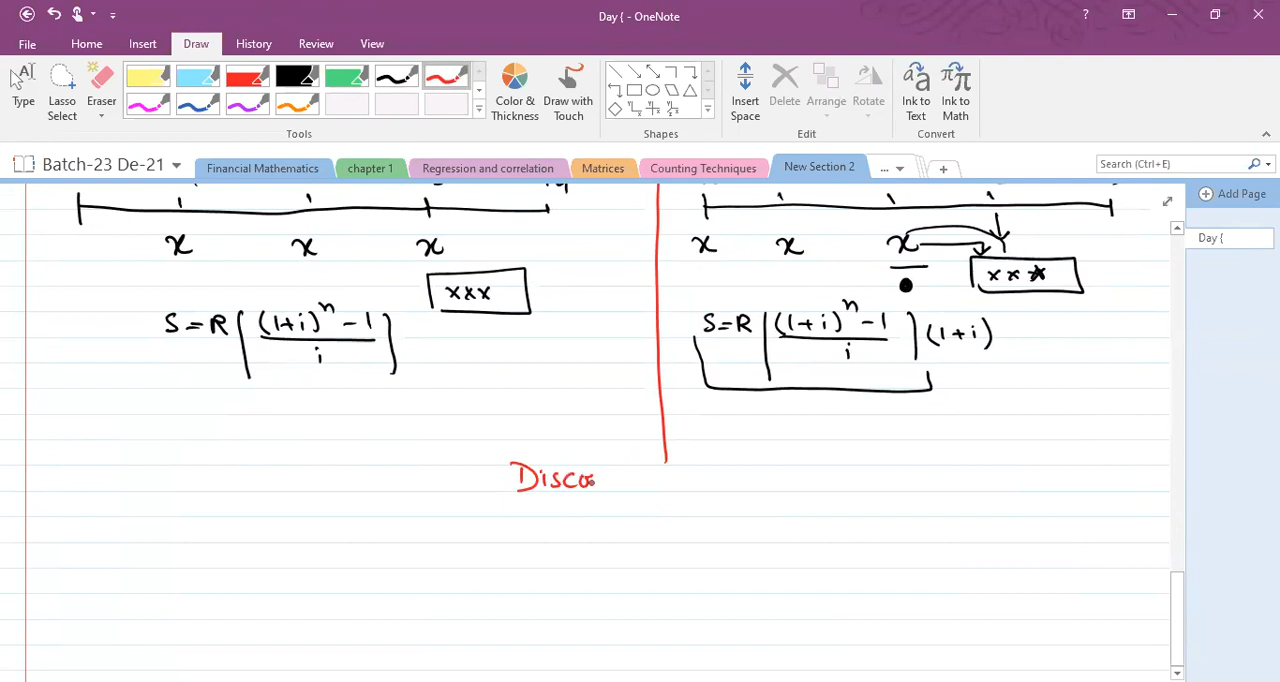 Day { - OneNote
File Home Insert Draw History Review View
Type Lasso Select Eraser Color & Thickness Draw with Touch Insert Space Delete Arrange Rotate Ink to Text Ink to Math
Tools Shapes Edit Convert
Batch-23 De-21 Financial Mathematics chapter 1 Regression and correlation Matrices Counting Techniques New Section 2 ... Search (Ctrl+E)
Add Page
Day {
x x x
xxx
S=R[((1+i)^n -1)/i]
x x x
xxx
S=R[((1+i)^n -1)/i](1+i)
Disco